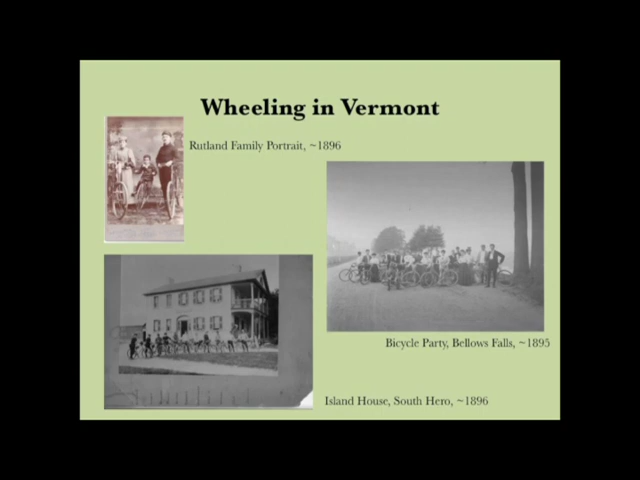 Wheeling in Vermont
Rutland Family Portrait, ~1896
Bicycle Party, Bellows Falls, ~1895
Island House, South Hero, ~1896